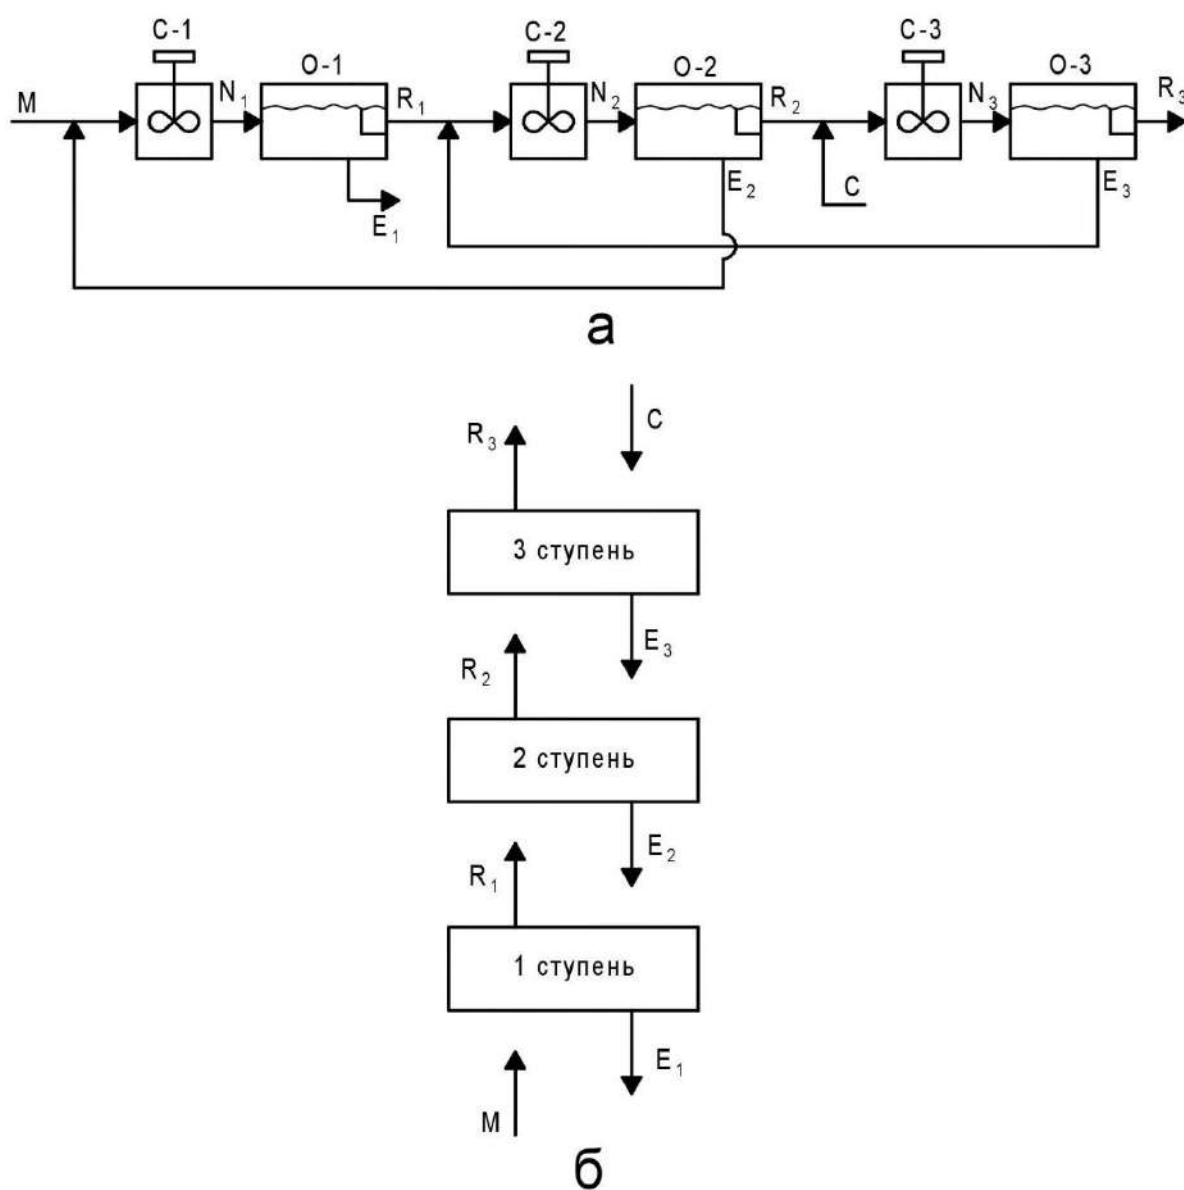 С-1
О-1
С-2
О-2
С-3
О-3
M
N1
R1
N2
R2
N3
R3
E1
E2
C
E3
а
C
R3
3 ступень
E3
R2
2 ступень
E2
R1
1 ступень
E1
M
б